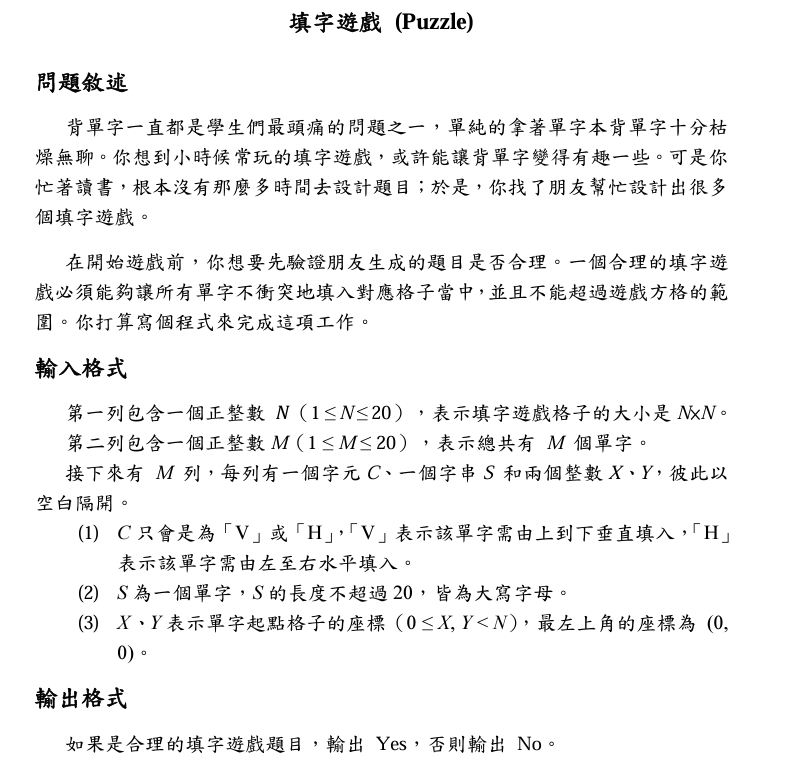 填字遊戲 (Puzzle)
問題敘述
背單字一直都是學生們最頭痛的問題之一，單純的拿著單字本背單字十分枯
燥無聊。你想到小時候常玩的填字遊戲，或許能讓背單字變得有趣一些。可是你
忙著讀書，根本沒有那麼多時間去設計題目；於是，你找了朋友幫忙設計出很多
個填字遊戲。
在開始遊戲前，你想要先驗證朋友生成的題目是否合理。一個合理的填字遊
戲必須能夠讓所有單字不衝突地填入對應格子當中，並且不能超過遊戲方格的範
圍。你打算寫個程式來完成這項工作。
輸入格式
第一列包含一個正整數 N（1≤N≤20），表示填字遊戲格子的大小是 N×N。
第二列包含一個正整數 M（1≤M≤20），表示總共有 M 個單字。
接下來有 M 列，每列有一個字元 C、一個字串 S 和兩個整數 X、Y，彼此以
空白隔開。
(1) C 只會是為「V」或「H」，「V」表示該單字需由上到下垂直填入，「H」
表示該單字需由左至右水平填入。
(2) S 為一個單字，S 的長度不超過 20，皆為大寫字母。
(3) X、Y 表示單字起點格子的座標（0≤X, Y<N），最左上角的座標為 (0,
0)。
輸出格式
如果是合理的填字遊戲題目，輸出 Yes，否則輸出 No。